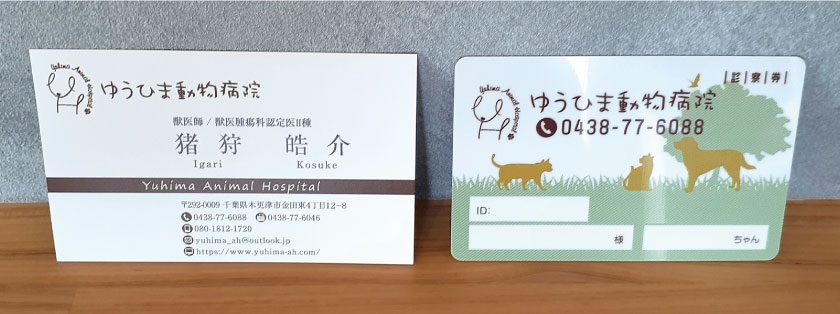 Yuhima Animal Hospital
ゆうひま動物病院
獣医師 / 獣医腫瘍科認定医II種
猪狩 皓介
Igari Kosuke
Yuhima Animal Hospital
〒292-0009 千葉県木更津市金田東4丁目12−8
0438-77-6088 0438-77-6046
080-1812-1720
yuhima_ah@outlook.jp
https://www.yuhima-ah.com/
診察券
Yuhima Animal Hospital
ゆうひま動物病院
0438-77-6088
ID:
様 ちゃん